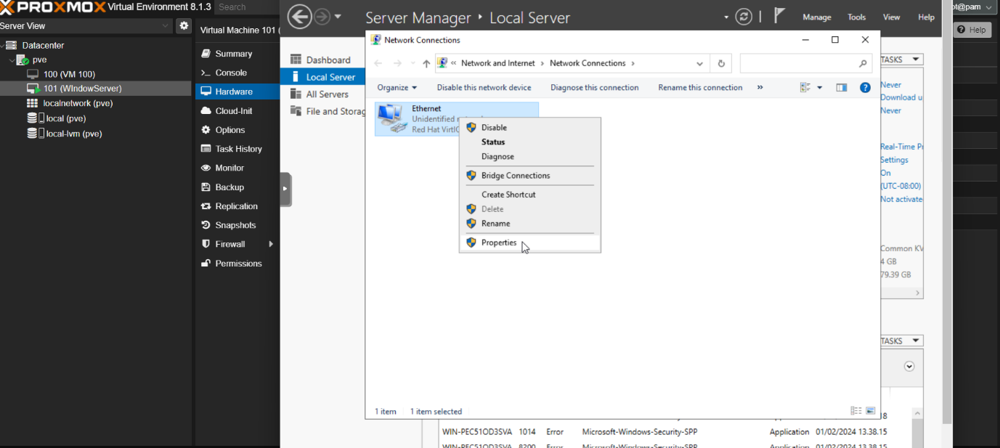 PROXMOX Virtual Environment 8.1.3 Search
Server View
Datacenter
pve
100 (VM 100)
101 (WIndowServer)
localnetwork (pve)
local (pve)
local-lvm (pve)
Virtual Machine 101 (
Summary
>_ Console
Hardware
Cloud-Init
Options
Task History
Monitor
Backup
Replication
Snapshots
Firewall
Permissions
Server Manager Local Server
Manage Tools View Help
@pam
Help
Dashboard
Local Server
All Servers
File and Storag
Network Connections
« Network and Internet > Network Connections >
Organize Disable this network device Diagnose this connection Rename this connection »
Ethernet
Unidentified
Red Hat VirtIO
Disable
Status
Diagnose
Bridge Connections
Create Shortcut
Delete
Rename
Properties
1 item 1 item selected
TASKS
Never
Download u
Never
Real-Time Pr
Settings
On
(UTC-08:00)
Not activate
Common KV
4 GB
79.39 GB
TASKS
18
WIN-PEC51OD3SVA 1014 Error Microsoft-Windows-Security-SPP Application 01/02/2024 13.38.15
WIN-PEC51OD3SVA 8200 Error Microsoft-Windows-Security-SPP Application 01/02/2024 13.38.15